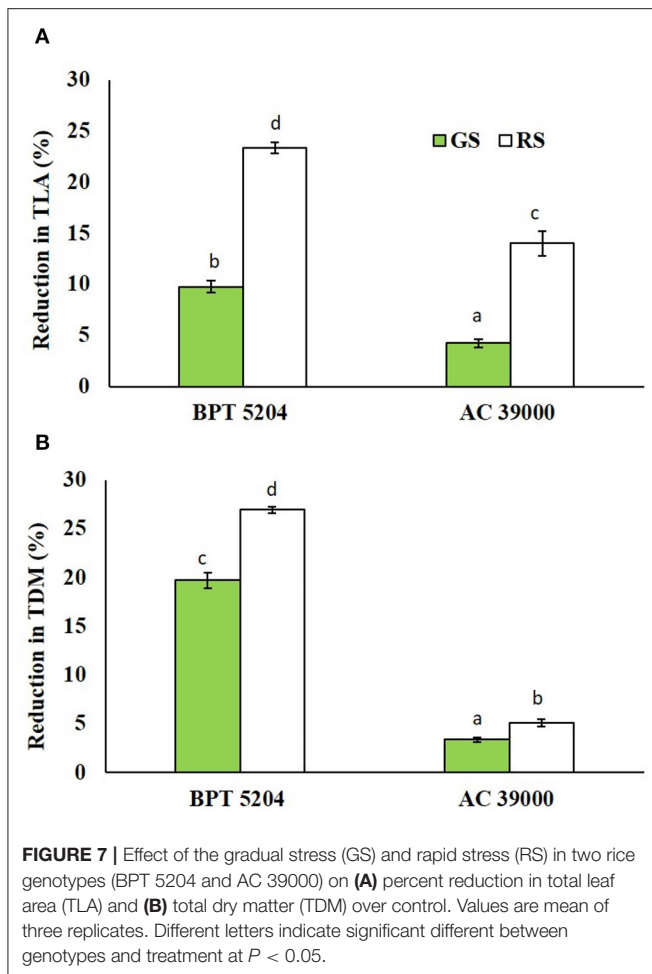 A
30
25
20
15
10
5
0
Reduction in TLA (%)
GS RS
b
d
a
c
BPT 5204 AC 39000
B
30
25
20
15
10
5
0
Reduction in TDM (%)
c
d
a
b
BPT 5204 AC 39000
FIGURE 7 | Effect of the gradual stress (GS) and rapid stress (RS) in two rice
genotypes (BPT 5204 and AC 39000) on (A) percent reduction in total leaf
area (TLA) and (B) total dry matter (TDM) over control. Values are mean of
three replicates. Different letters indicate significant different between
genotypes and treatment at P < 0.05.